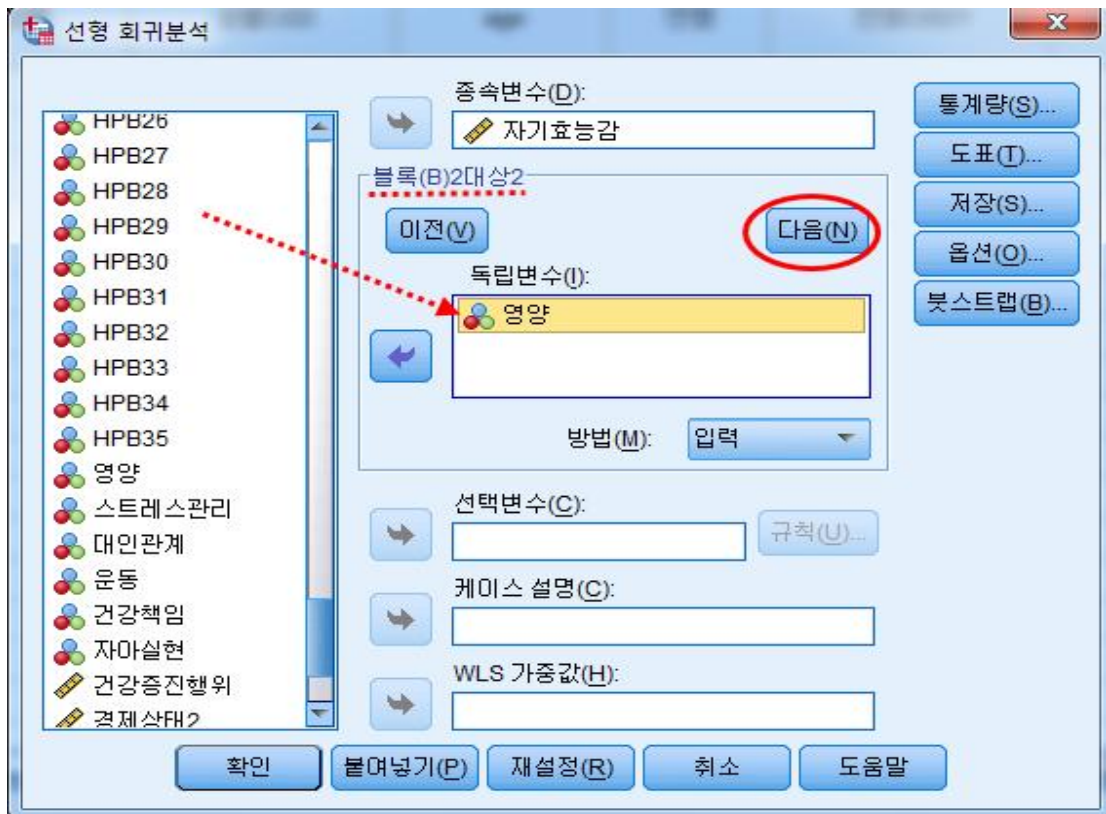 선형 회귀분석
HPB26
HPB27
HPB28
HPB29
HPB30
HPB31
HPB32
HPB33
HPB34
HPB35
영양
스트레스관리
대인관계
운동
건강책임
자아실현
건강증진행위
경제상태2
종속변수(D):
자기효능감
블록(B)2대상2
이전(V)
다음(N)
독립변수(I):
영양
방법(M):
입력
선택변수(C):
규칙(U)...
케이스 설명(C):
WLS 가중값(H):
통계량(S)...
도표(T)...
저장(S)...
옵션(O)...
붓스트랩(B)...
확인
붙여넣기(P)
재설정(R)
취소
도움말